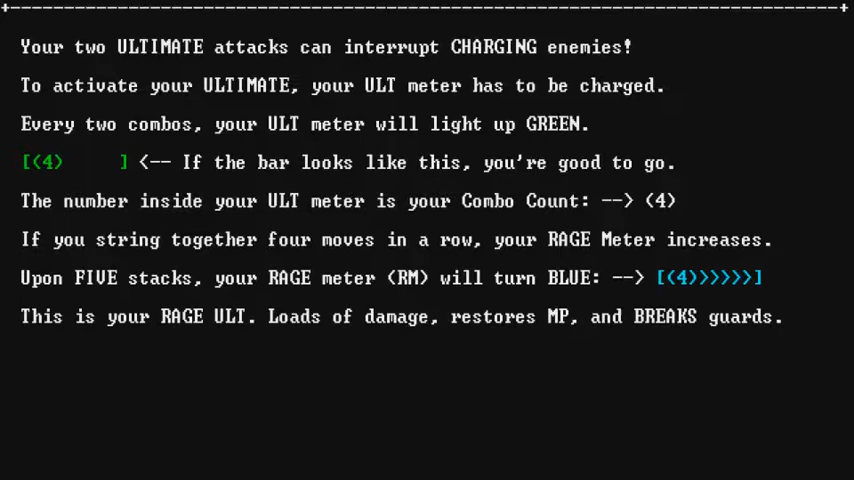 Your two ULTIMATE attacks can interrupt CHARGING enemies!
To activate your ULTIMATE, your ULT meter has to be charged.
Every two combos, your ULT meter will light up GREEN.
[(4)     ] <-- If the bar looks like this, you're good to go.
The number inside your ULT meter is your Combo Count: --> (4)
If you string together four moves in a row, your RAGE Meter increases.
Upon FIVE stacks, your RAGE meter (RM) will turn BLUE: --> [(4)>>>>>]
This is your RAGE ULT. Loads of damage, restores MP, and BREAKS guards.